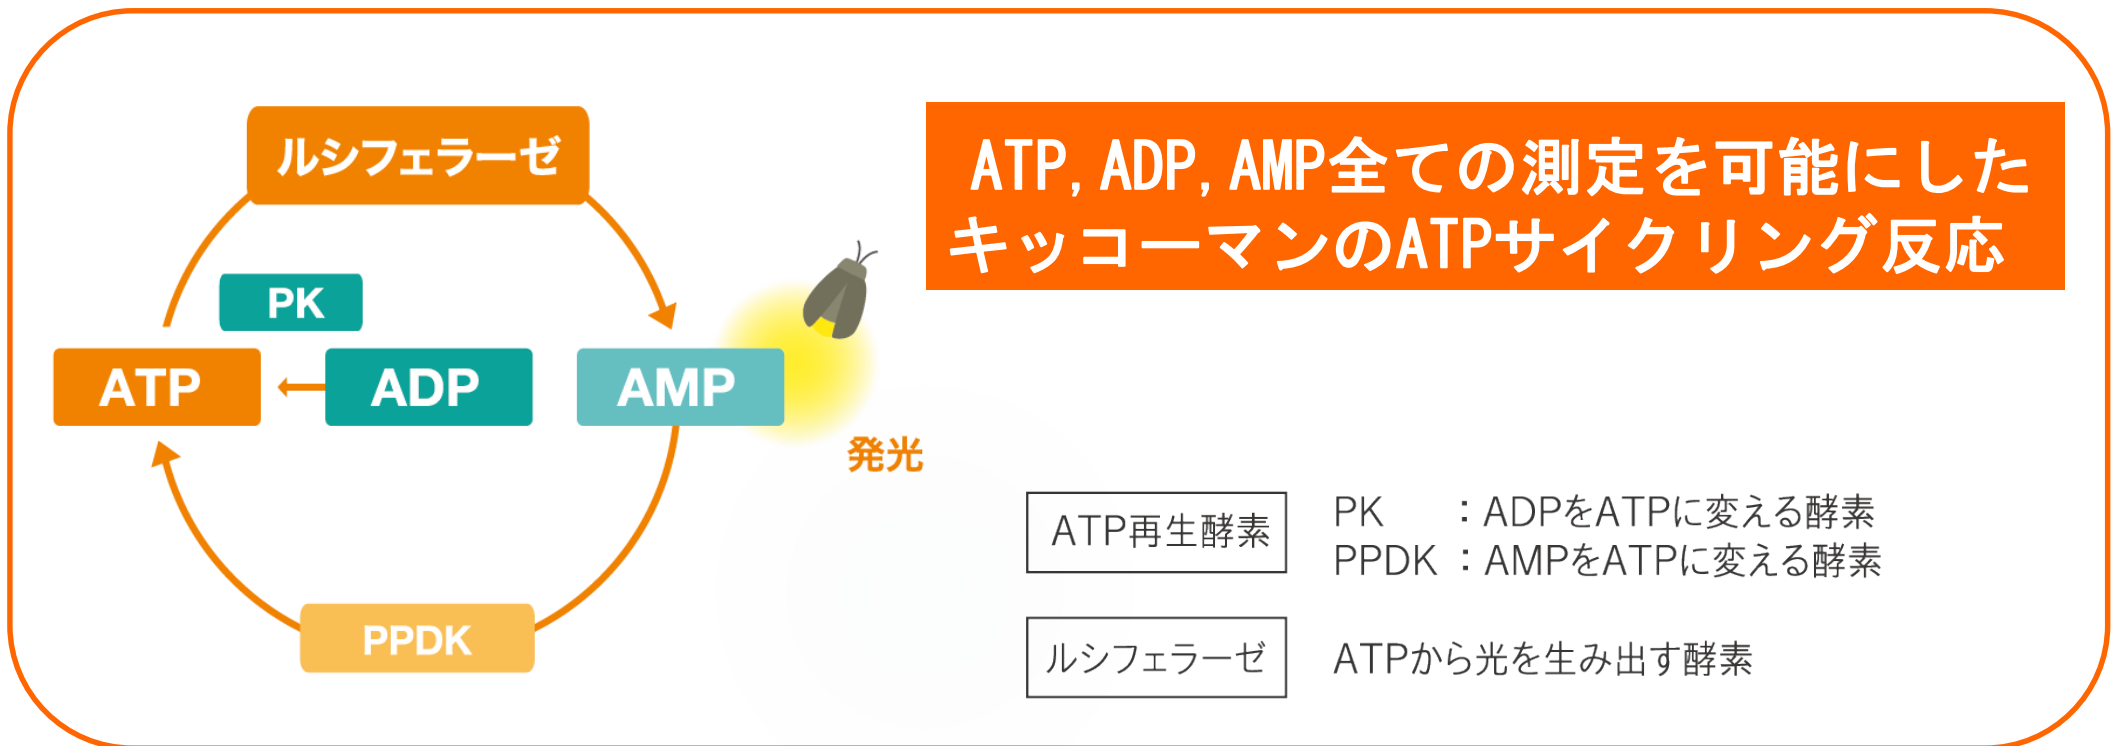 ルシフェラーゼ
PK
ATP
ADP
AMP
発光
PPDK
ATP,ADP,AMP全ての測定を可能にした
キッコーマンのATPサイクリング反応
ATP再生酵素
PK ：ADPをATPに変える酵素
PPDK ：AMPをATPに変える酵素
ルシフェラーゼ
ATPから光を生み出す酵素